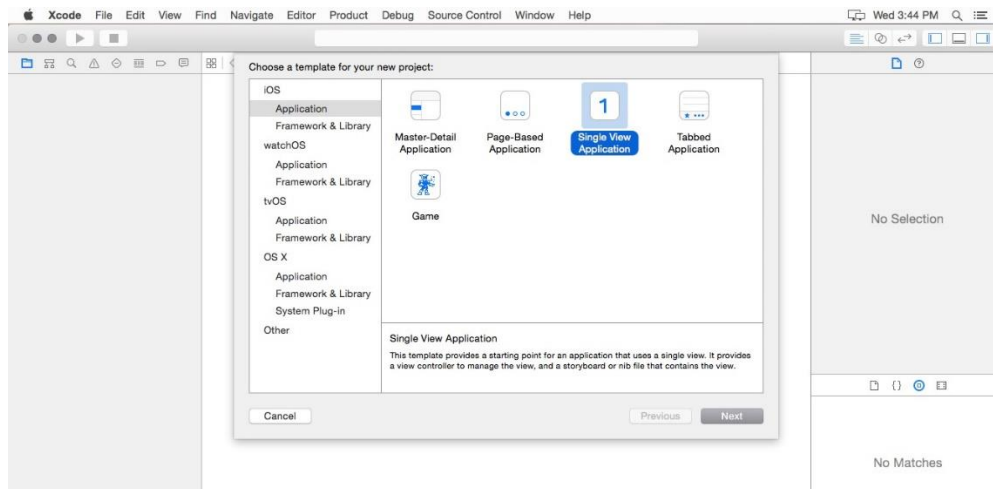 Xcode File Edit View Find Navigate Editor Product Debug Source Control Window Help Wed 3:44 PM
Choose a template for your new project:
iOS
Application
Framework & Library
watchOS
Application
Framework & Library
tvOS
Application
Framework & Library
OS X
Application
Framework & Library
System Plug-in
Other
Master-Detail
Application
Page-Based
Application
1
Single View
Application
Tabbed
Application
Game
Single View Application
This template provides a starting point for an application that uses a single view. It provides
a view controller to manage the view, and a storyboard or nib file that contains the view.
Cancel
Previous
Next
No Selection
{}
No Matches